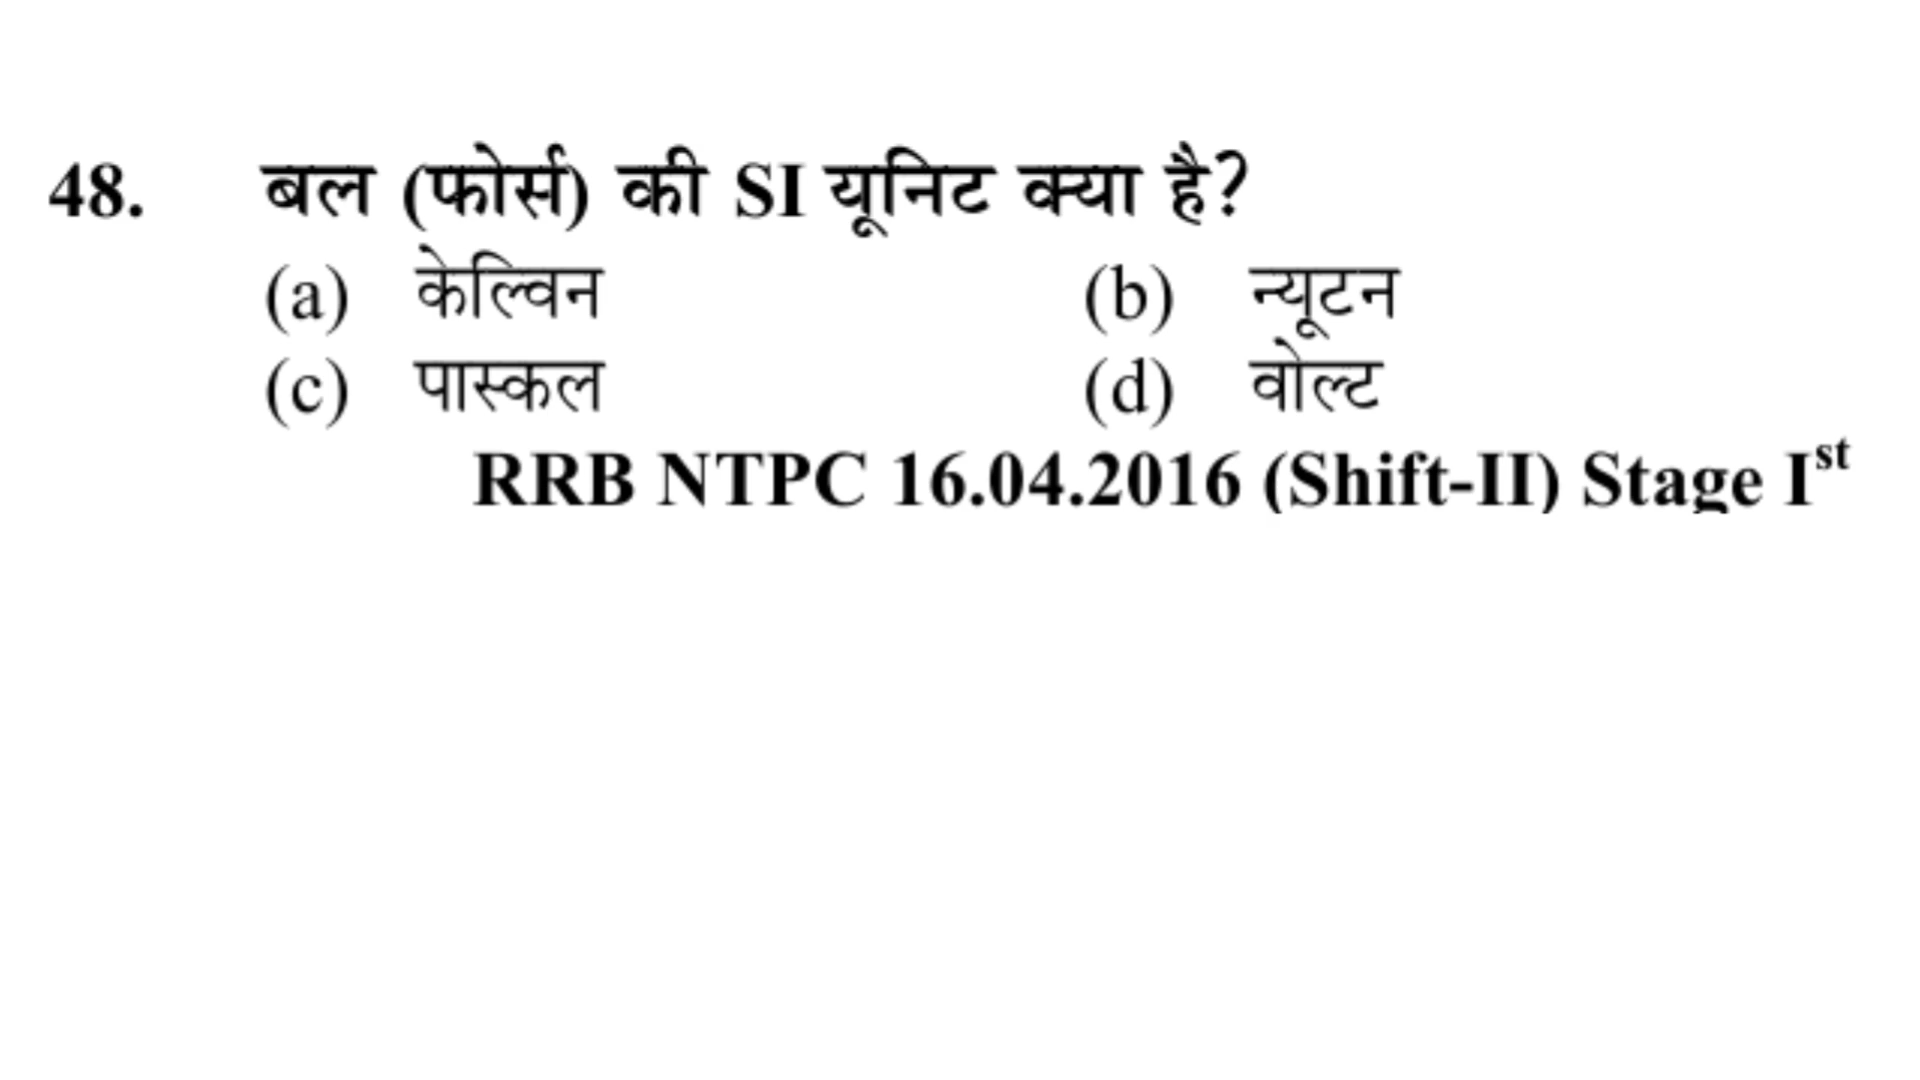 48. बल (फोर्स) की SI यूनिट क्या है?
(a) केल्विन (b) न्यूटन
(c) पास्कल (d) वोल्ट
RRB NTPC 16.04.2016 (Shift-II) Stage Ist